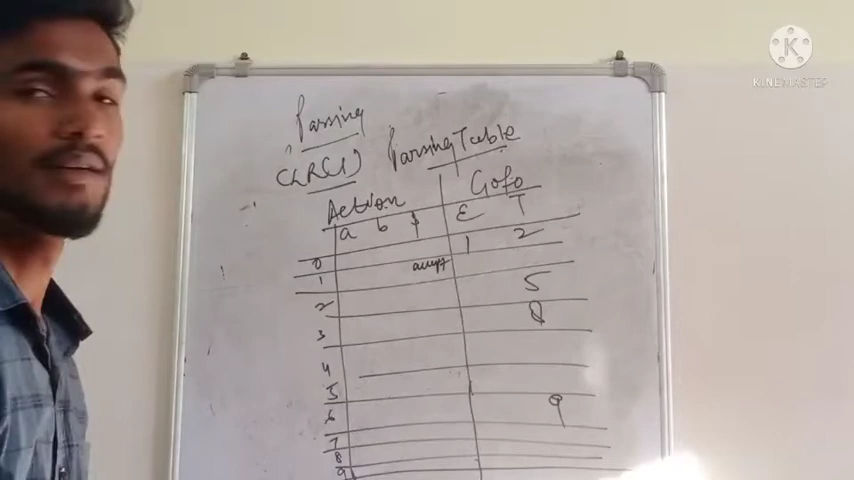 K
KINEMASTER
Parsing
CLR(1) Parsing Table
Action Goto
a b $ E T
0 1 2
1 accept
2 5
3 8
4
5
6 9
7
8
9